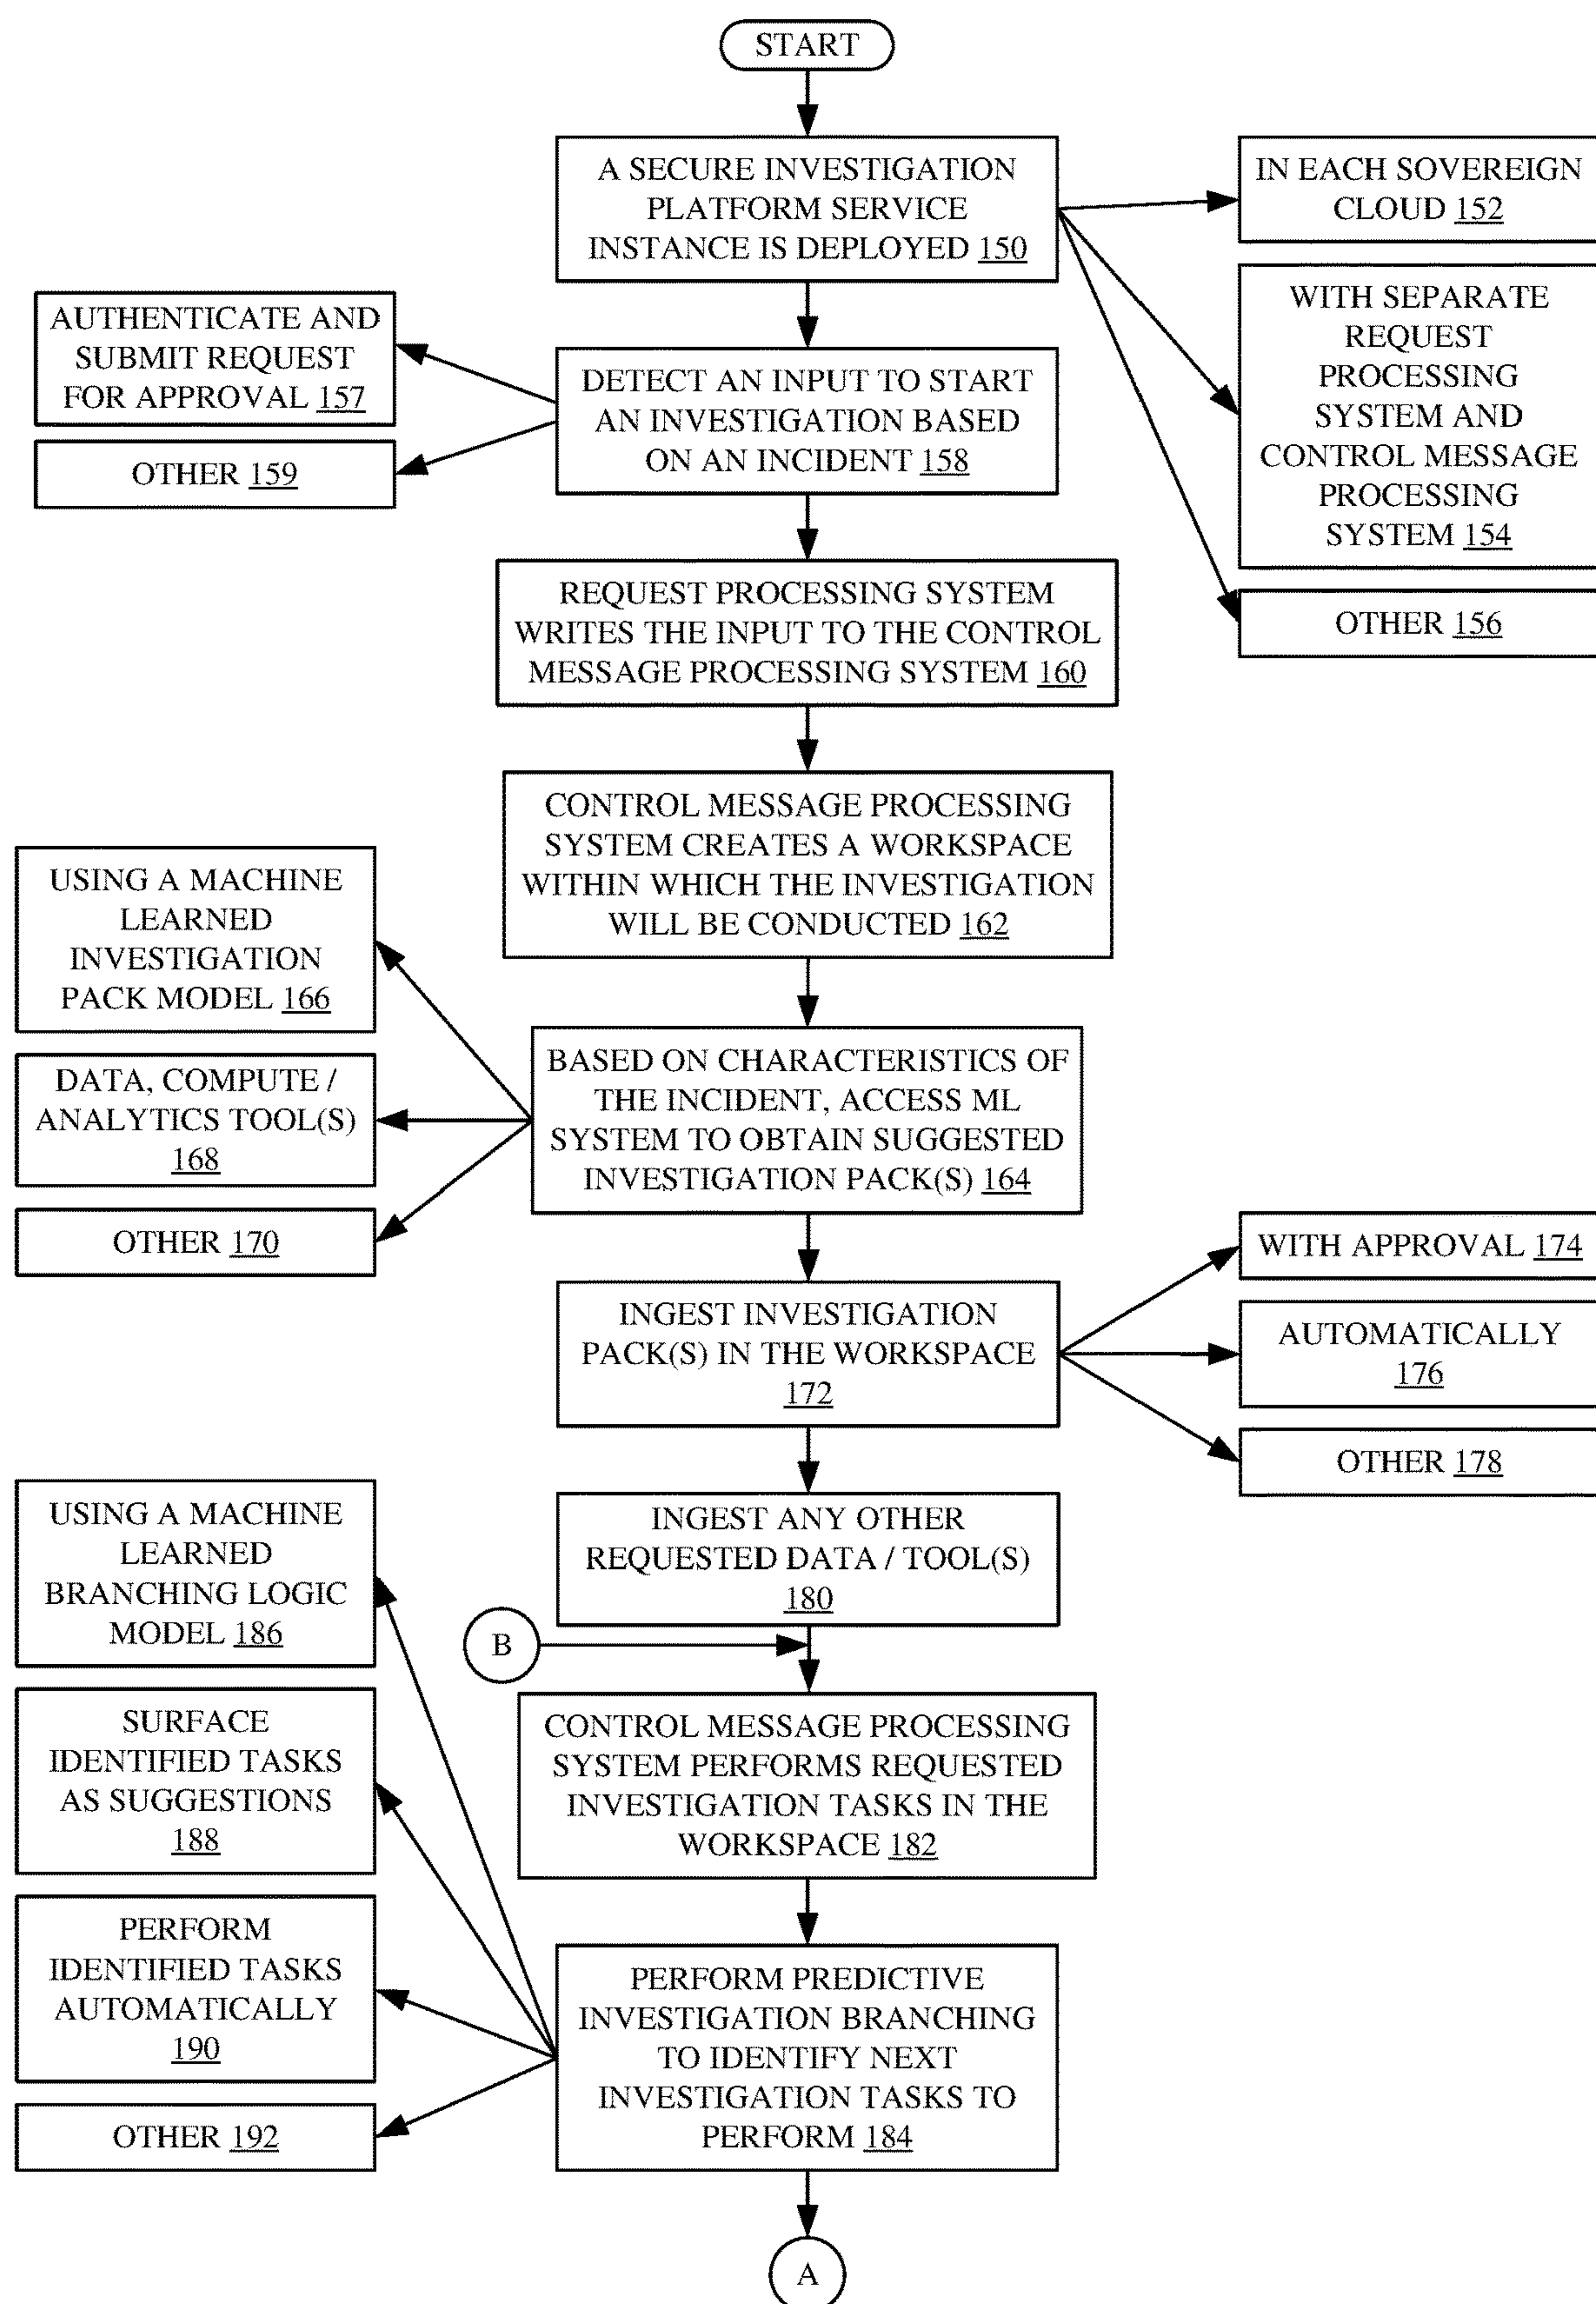 START
A SECURE INVESTIGATION
PLATFORM SERVICE
INSTANCE IS DEPLOYED 150
IN EACH SOVEREIGN
CLOUD 152
WITH SEPARATE
REQUEST
PROCESSING
SYSTEM AND
CONTROL MESSAGE
PROCESSING
SYSTEM 154
OTHER 156
AUTHENTICATE AND
SUBMIT REQUEST
FOR APPROVAL 157
OTHER 159
DETECT AN INPUT TO START
AN INVESTIGATION BASED
ON AN INCIDENT 158
REQUEST PROCESSING SYSTEM
WRITES THE INPUT TO THE CONTROL
MESSAGE PROCESSING SYSTEM 160
CONTROL MESSAGE PROCESSING
SYSTEM CREATES A WORKSPACE
WITHIN WHICH THE INVESTIGATION
WILL BE CONDUCTED 162
USING A MACHINE
LEARNED
INVESTIGATION
PACK MODEL 166
DATA, COMPUTE /
ANALYTICS TOOL(S)
168
OTHER 170
BASED ON CHARACTERISTICS OF
THE INCIDENT, ACCESS ML
SYSTEM TO OBTAIN SUGGESTED
INVESTIGATION PACK(S) 164
INGEST INVESTIGATION
PACK(S) IN THE WORKSPACE
172
WITH APPROVAL 174
AUTOMATICALLY
176
OTHER 178
INGEST ANY OTHER
REQUESTED DATA / TOOL(S)
180
B
CONTROL MESSAGE PROCESSING
SYSTEM PERFORMS REQUESTED
INVESTIGATION TASKS IN THE
WORKSPACE 182
USING A MACHINE
LEARNED
BRANCHING LOGIC
MODEL 186
SURFACE
IDENTIFIED TASKS
AS SUGGESTIONS
188
PERFORM
IDENTIFIED TASKS
AUTOMATICALLY
190
OTHER 192
PERFORM PREDICTIVE
INVESTIGATION BRANCHING
TO IDENTIFY NEXT
INVESTIGATION TASKS TO
PERFORM 184
A